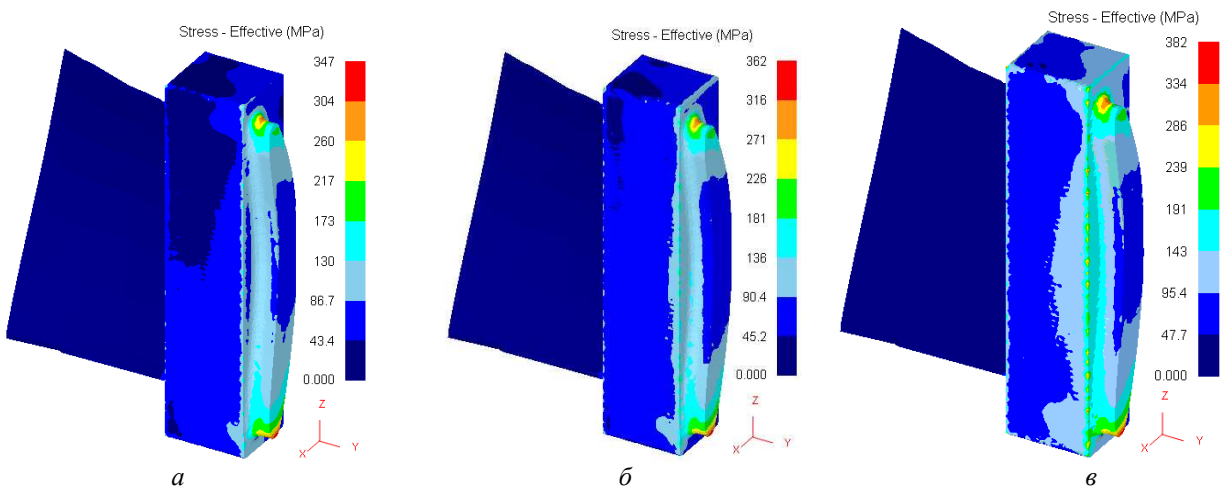 Stress - Effective (MPa)
347
304
260
217
173
130
86.7
43.4
0.000
Z
X
Y
а
Stress - Effective (MPa)
362
316
271
226
181
136
90.4
45.2
0.000
Z
X
Y
б
Stress - Effective (MPa)
382
334
286
239
191
143
95.4
47.7
0.000
Z
X
Y
в